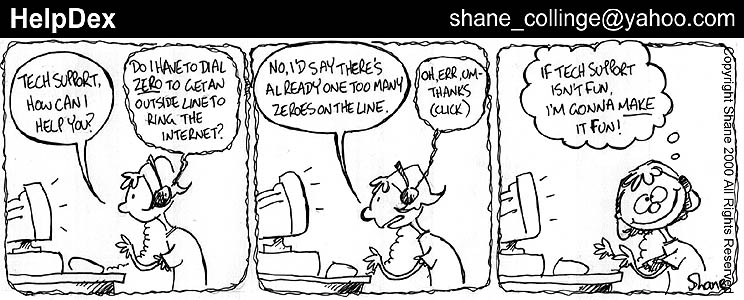 HelpDex
shane_collinge@yahoo.com
TECH SUPPORT,
HOW CAN I
HELP YOU?
DO I HAVE TO DIAL
ZERO TO GET AN
OUTSIDE LINE TO
RING THE
INTERNET?
NO, I'D SAY THERE'S
ALREADY ONE TOO MANY
ZEROES ON THE LINE.
OH, ERR, UM-
THANKS
(CLICK)
IF TECH SUPPORT
ISN'T FUN,
I'M GONNA MAKE
IT FUN!
Copyright Shane 2000 All Rights Reserved
Shane